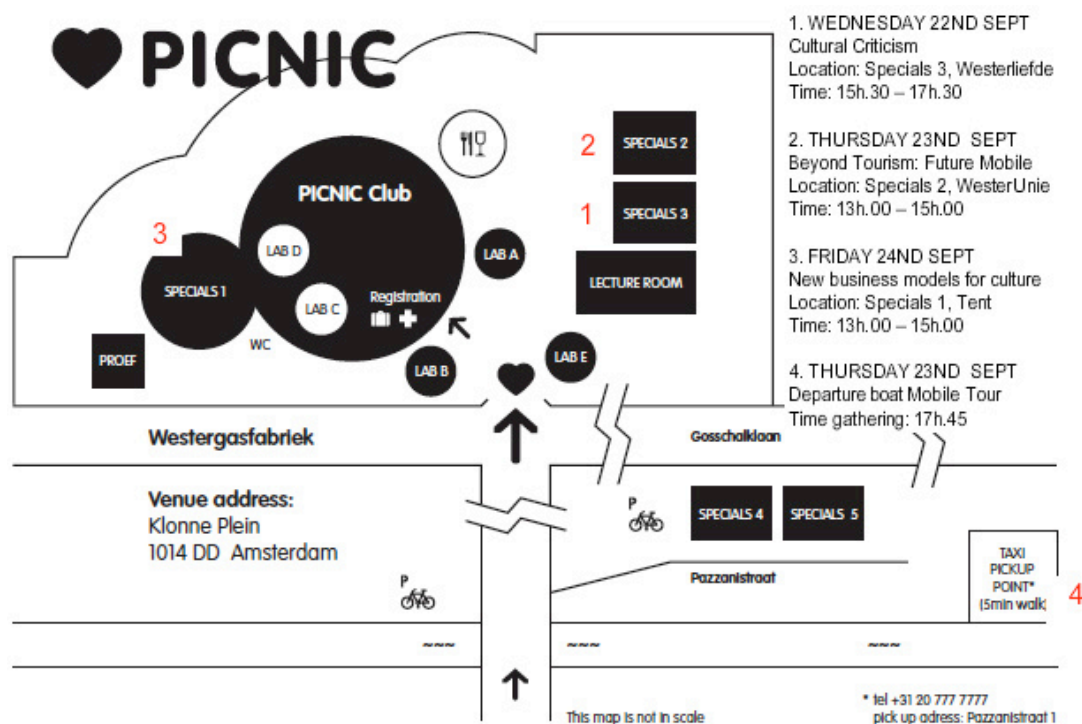 PICNIC
1. WEDNESDAY 22ND SEPT
Cultural Criticism
Location: Specials 3, Westerliefde
Time: 15h.30 – 17h.30
2. THURSDAY 23ND SEPT
Beyond Tourism: Future Mobile
Location: Specials 2, WesterUnie
Time: 13h.00 – 15h.00
3. FRIDAY 24ND SEPT
New business models for culture
Location: Specials 1, Tent
Time: 13h.00 – 15h.00
4. THURSDAY 23ND SEPT
Departure boat Mobile Tour
Time gathering: 17h.45
2
SPECIALS 2
PICNIC Club
1
SPECIALS 3
3
LAB D
LAB A
SPECIALS 1
LECTURE ROOM
LAB C
Registration
WC
PROEF
LAB B
LAB E
Westergasfabriek
Gosschalklaan
Venue address:
Klonne Plein
1014 DD Amsterdam
P
SPECIALS 4
SPECIALS 5
P
Pazzanistraat
TAXI
PICKUP
POINT*
(5min walk)
4
~~~
~~~
~~~
This map is not in scale
* tel +31 20 777 7777
pick up adress: Pazzanistraat 1